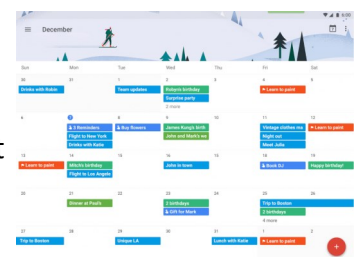 6:00
December
7
Sun Mon Tue Wed Thu Fri Sat
30 31 1 2 3 4 5
Drinks with Robin Team updates Robyn's birthday Learn to paint
Surprise party
2 more
6 7 8 9 10 11 12
3 Reminders Buy flowers James Kung's birth Vintage clothes ma Learn to paint
Flight to New York John and Mark's we Night out
Drinks with Katie Meet Julia
13 14 15 16 17 18 19
Learn to paint Mitch's birthday John in town Book DJ Happy birthday!
Flight to Los Angele
20 21 22 23 24 25 26
Dinner at Paul's 2 birthdays Trip to Boston
Gift for Mark 2 birthdays
4 more
27 28 29 30 31 1 2
Trip to Boston Unique LA Lunch with Katie Learn to paint
t